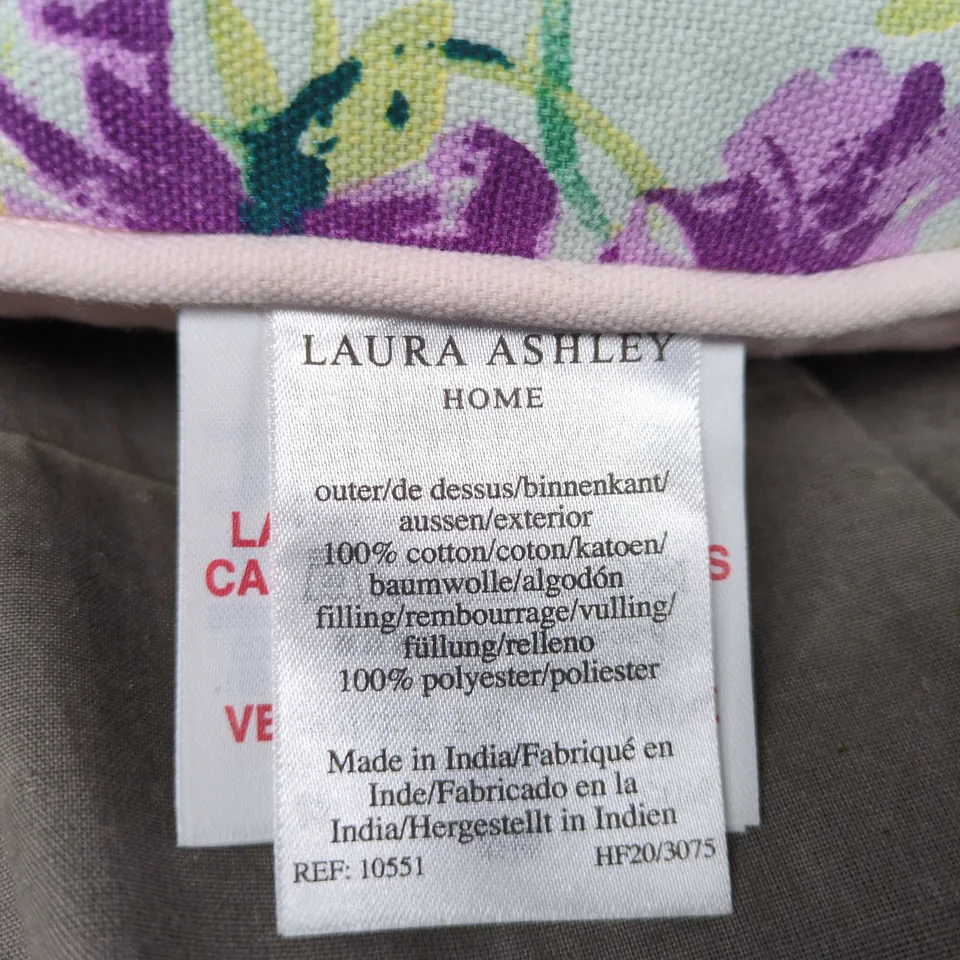 LAURA ASHLEY
HOME
outer/de dessus/binnenkant/
aussen/exterior
100% cotton/coton/katoen/
baumwolle/algodón
filling/rembourrage/vulling/
füllung/relleno
100% polyester/poliester
Made in India/Fabriqué en
Inde/Fabricado en la
India/Hergestellt in Indien
REF: 10551
HF20/3075